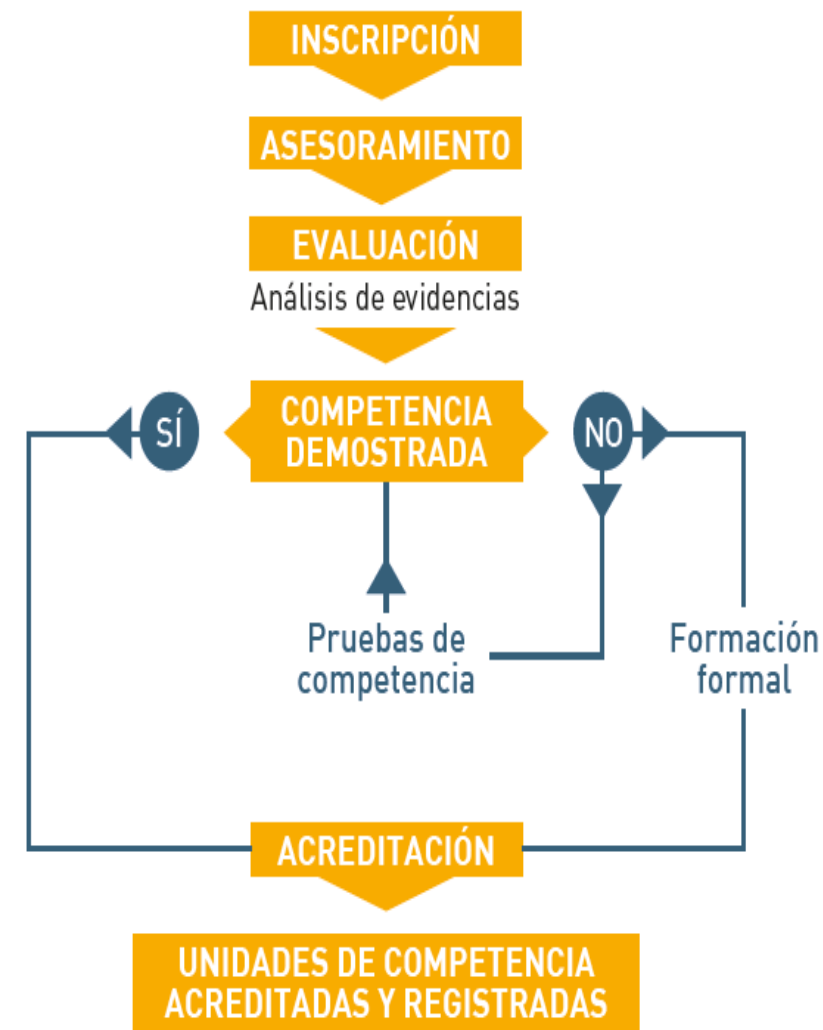 INSCRIPCIÓN
ASESORAMIENTO
EVALUACIÓN
Análisis de evidencias
SÍ
COMPETENCIA
DEMOSTRADA
NO
Pruebas de
competencia
Formación
formal
ACREDITACIÓN
UNIDADES DE COMPETENCIA
ACREDITADAS Y REGISTRADAS